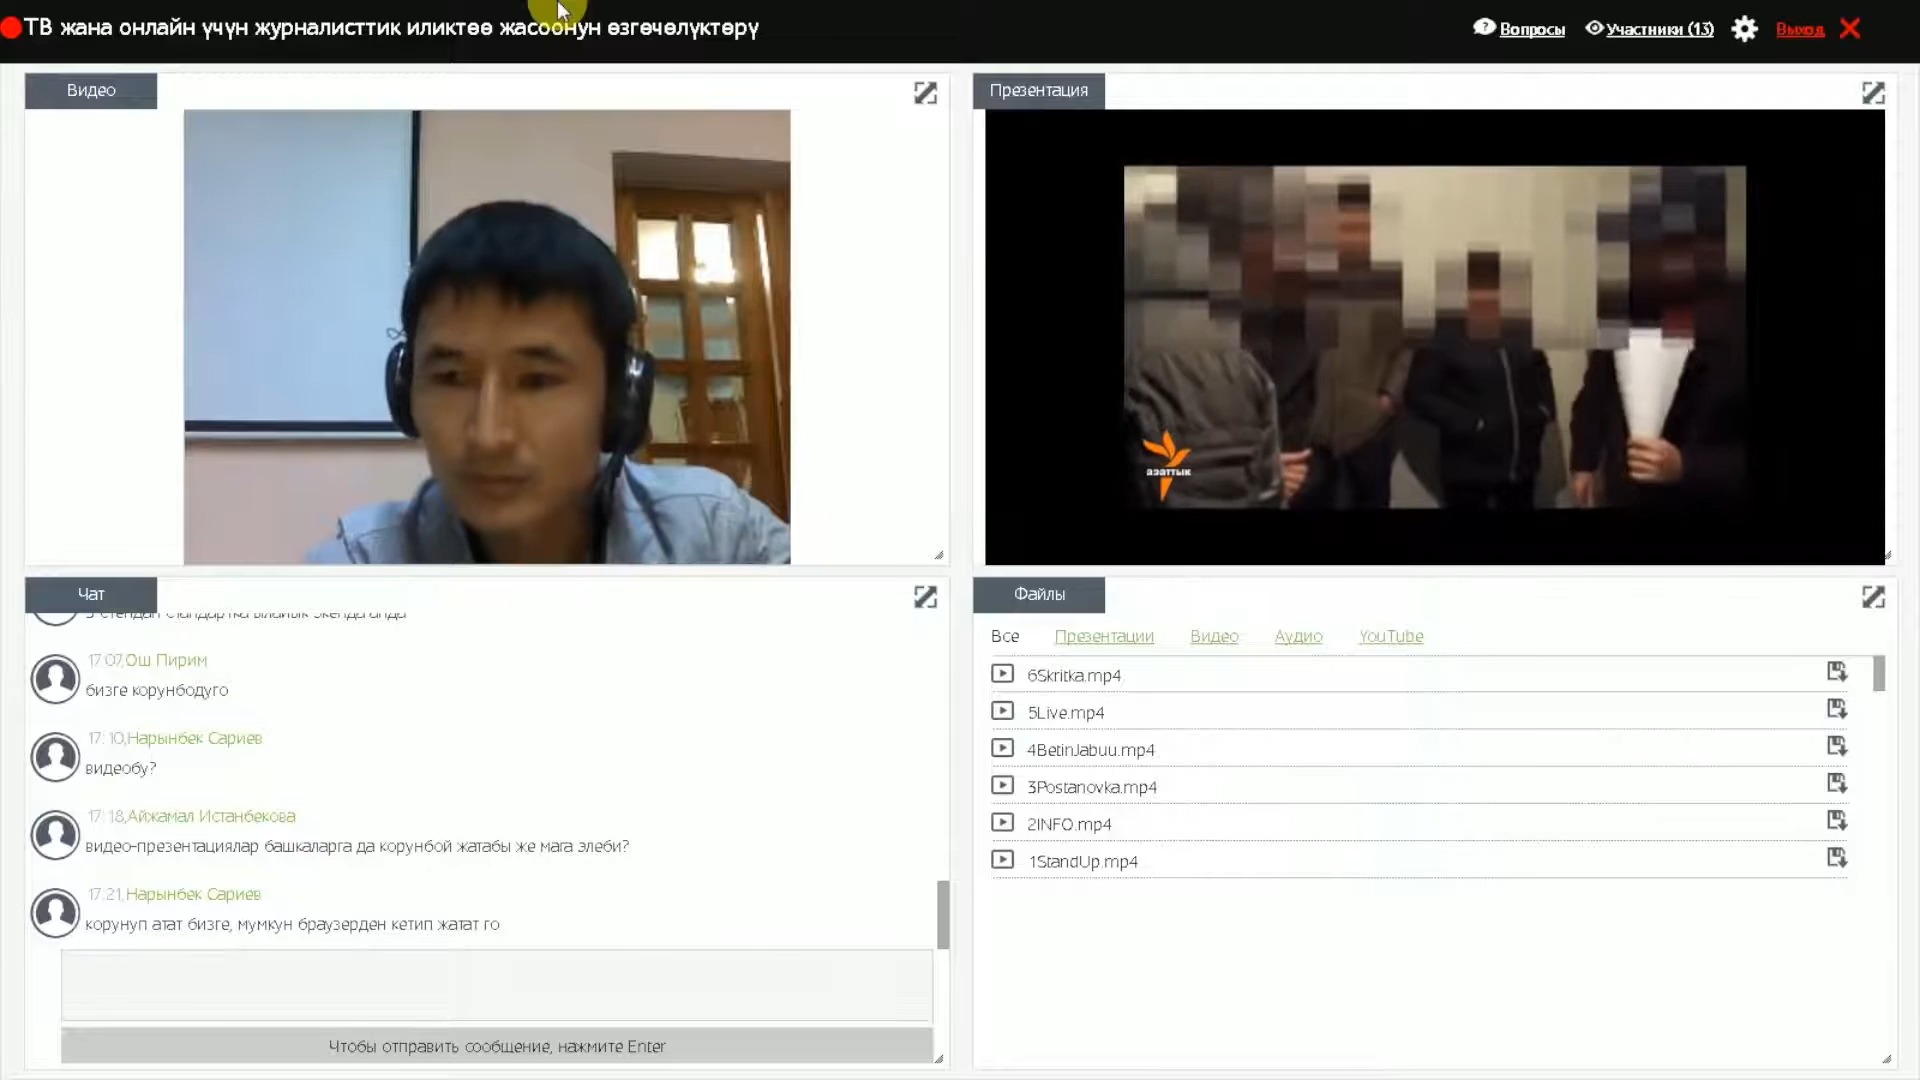 ТВ жана онлайн үчүн журналисттик иликтөө жасоонун өзгөчөлүктөрү
Вопросы
Участники (13)
Выход
Видео
Презентация
азаттык
Чат
17:07,Ош Пирим
бизге корунбодуго
17:10,Нарынбек Сариев
видеобу?
17:18,Айжамал Истанбекова
видео-презентациялар башкаларга да корунбой жатабы же мага элеби?
17:21,Нарынбек Сариев
корунуп атат бизге, мумкун браузерден кетип жатат го
Чтобы отправить сообщение, нажмите Enter
Файлы
Все Презентации Видео Аудио YouTube
6Skritka.mp4
5Live.mp4
4BetinJabuu.mp4
3Postanovka.mp4
2INFO.mp4
1StandUp.mp4